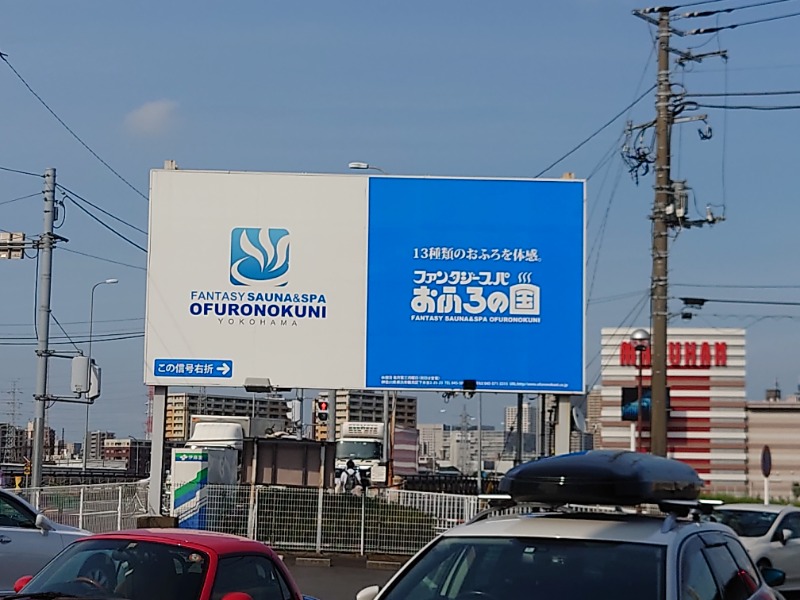 FANTASY SAUNA&SPA
OFURONOKUNI
YOKOHAMA
この信号右折
13種類のおふろを体感。
ファンタジースパ
おふろの国
FANTASY SAUNA&SPA OFURONOKUNI
MARUHAN